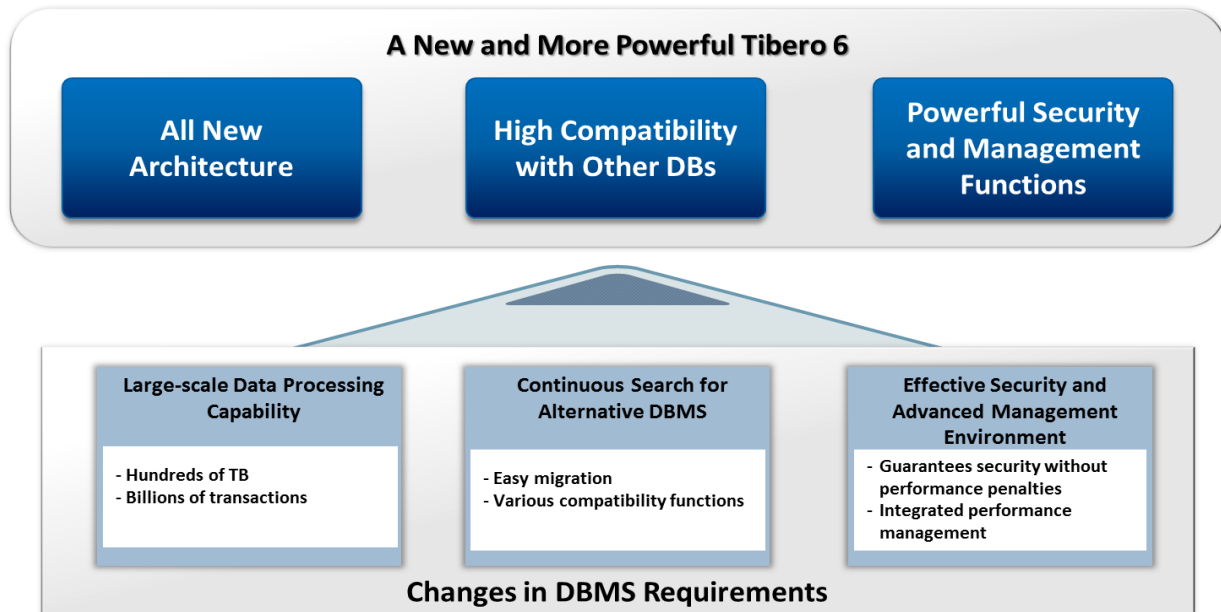 A New and More Powerful Tibero 6
All New
Architecture
High Compatibility
with Other DBs
Powerful Security
and Management
Functions
Large-scale Data Processing
Capability
- Hundreds of TB
- Billions of transactions
Continuous Search for
Alternative DBMS
- Easy migration
- Various compatibility functions
Effective Security and
Advanced Management
Environment
- Guarantees security without
performance penalties
- Integrated performance
management
Changes in DBMS Requirements